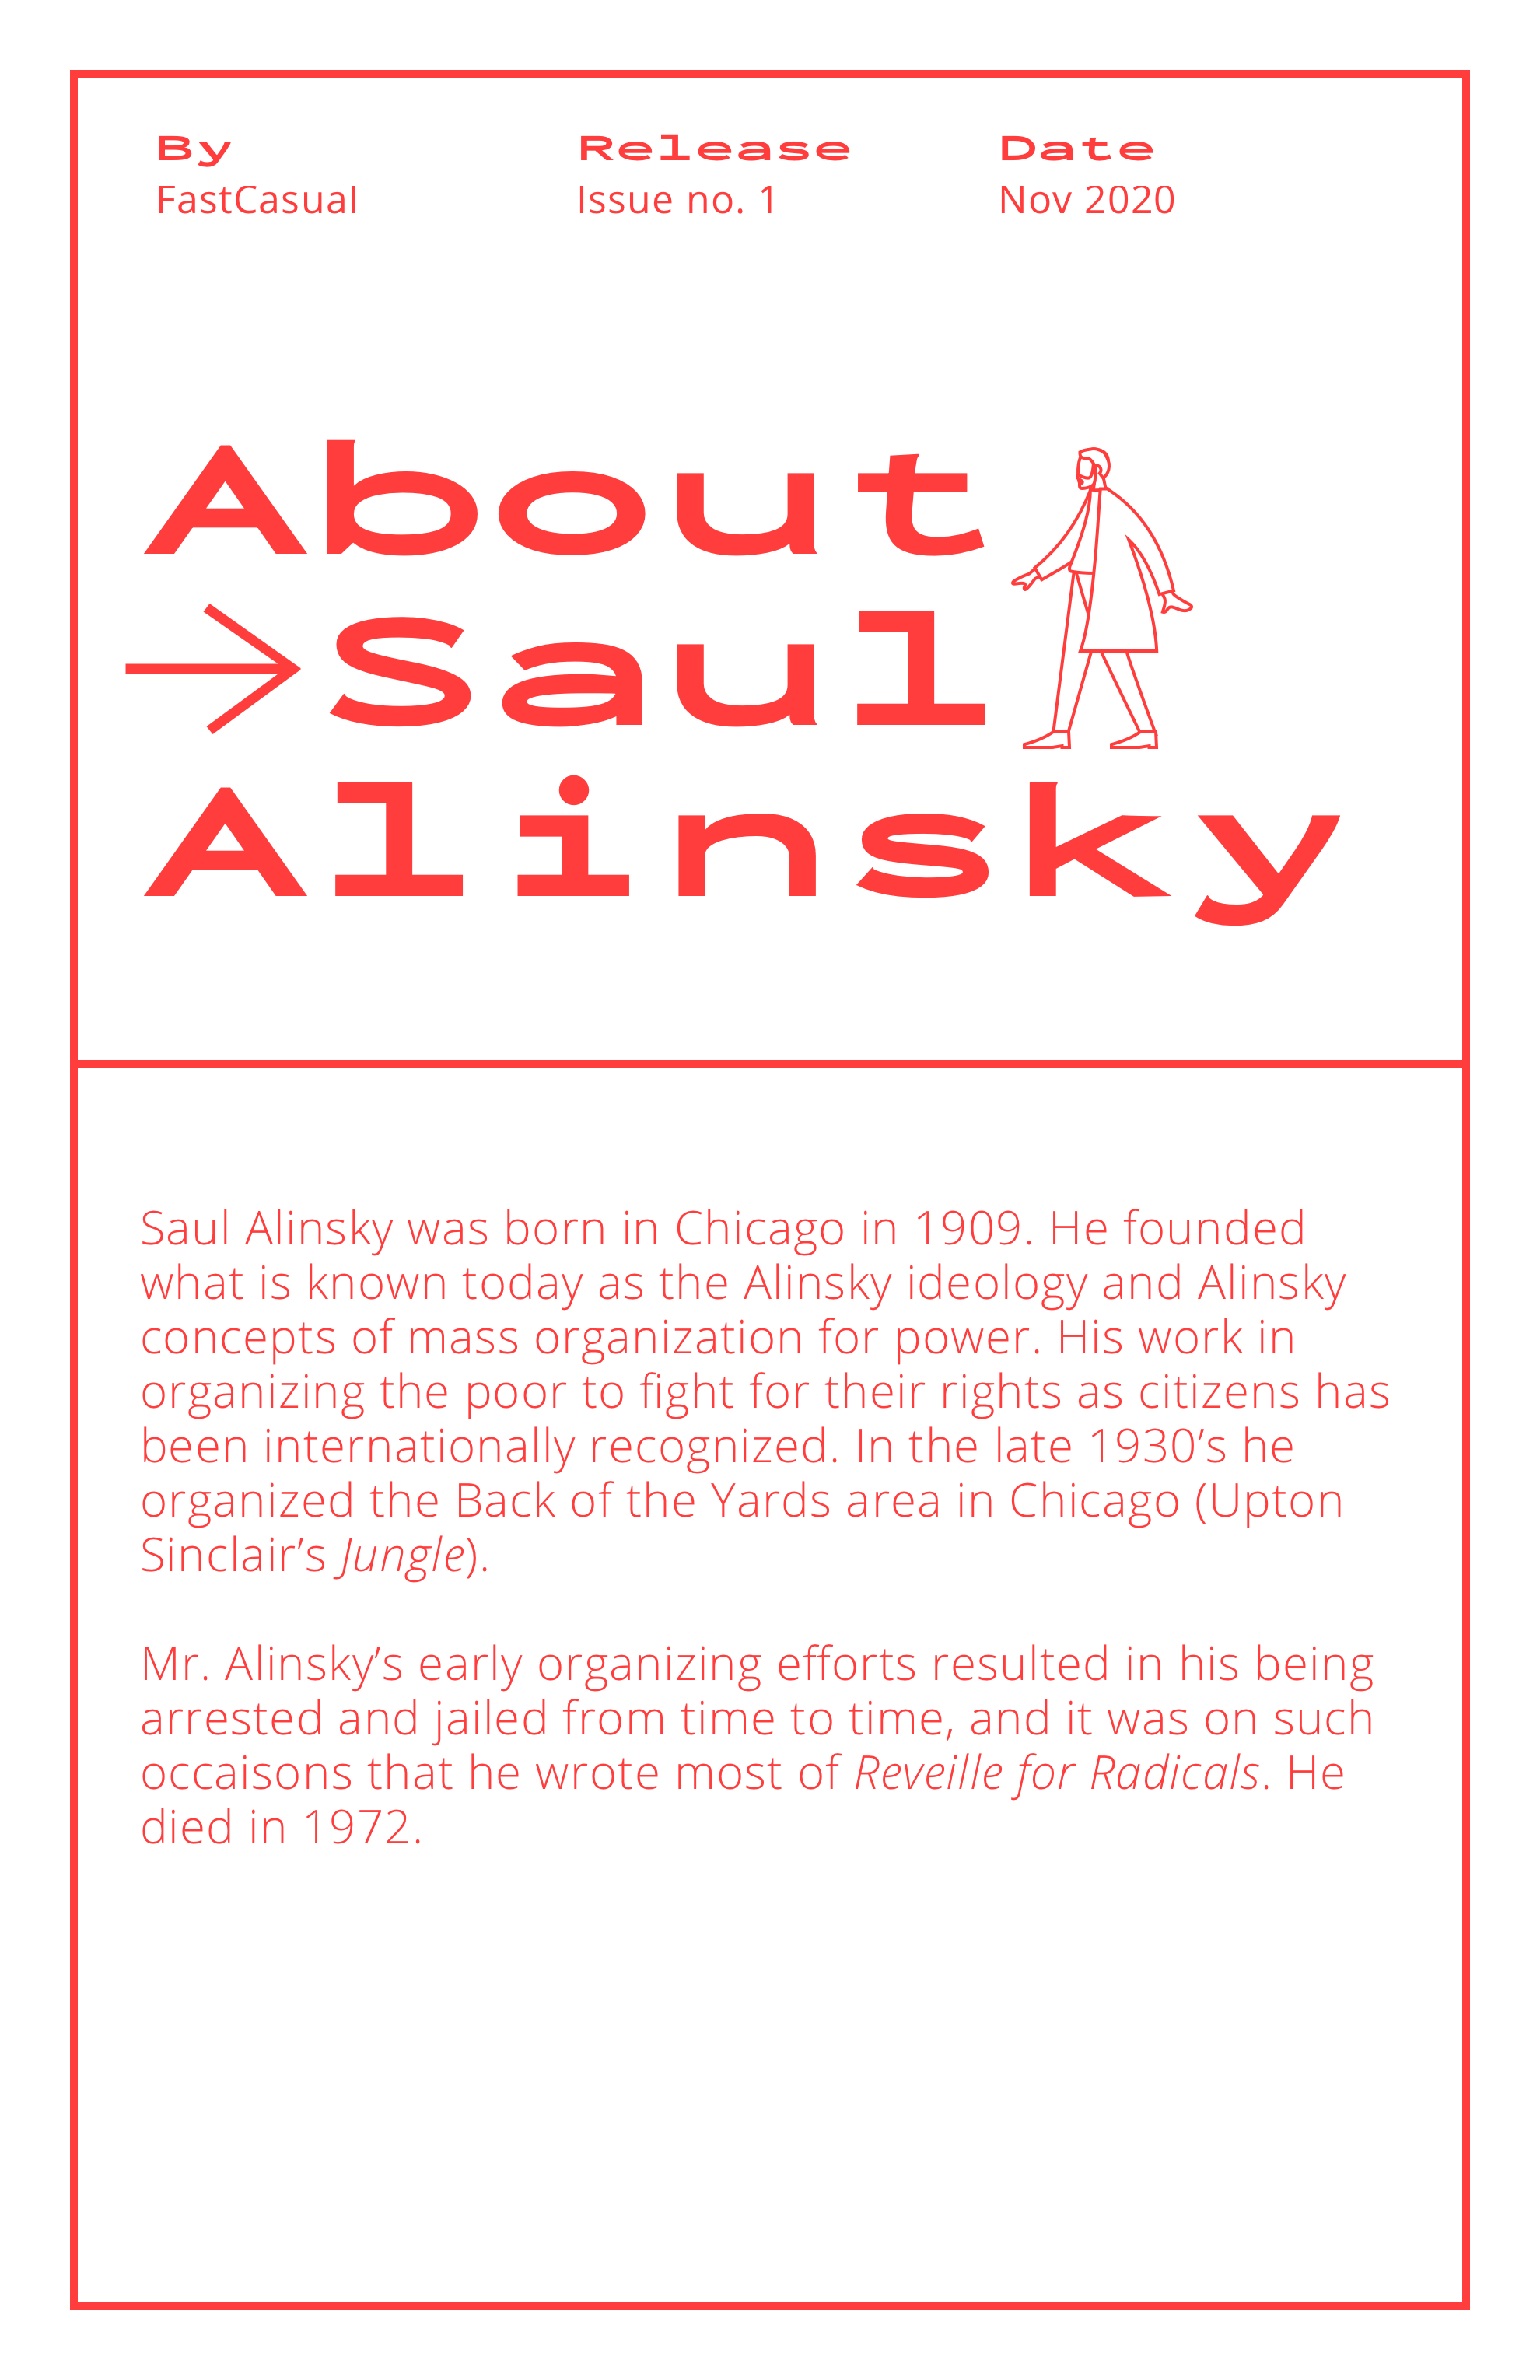 By Release Date
FastCasual Issue no. 1 Nov 2020
About
→Saul
Alinsky
Saul Alinsky was born in Chicago in 1909. He founded
what is known today as the Alinsky ideology and Alinsky
concepts of mass organization for power. His work in
organizing the poor to fight for their rights as citizens has
been internationally recognized. In the late 1930’s he
organized the Back of the Yards area in Chicago (Upton
Sinclair’s Jungle).
Mr. Alinsky’s early organizing efforts resulted in his being
arrested and jailed from time to time, and it was on such
occaisons that he wrote most of Reveille for Radicals. He
died in 1972.